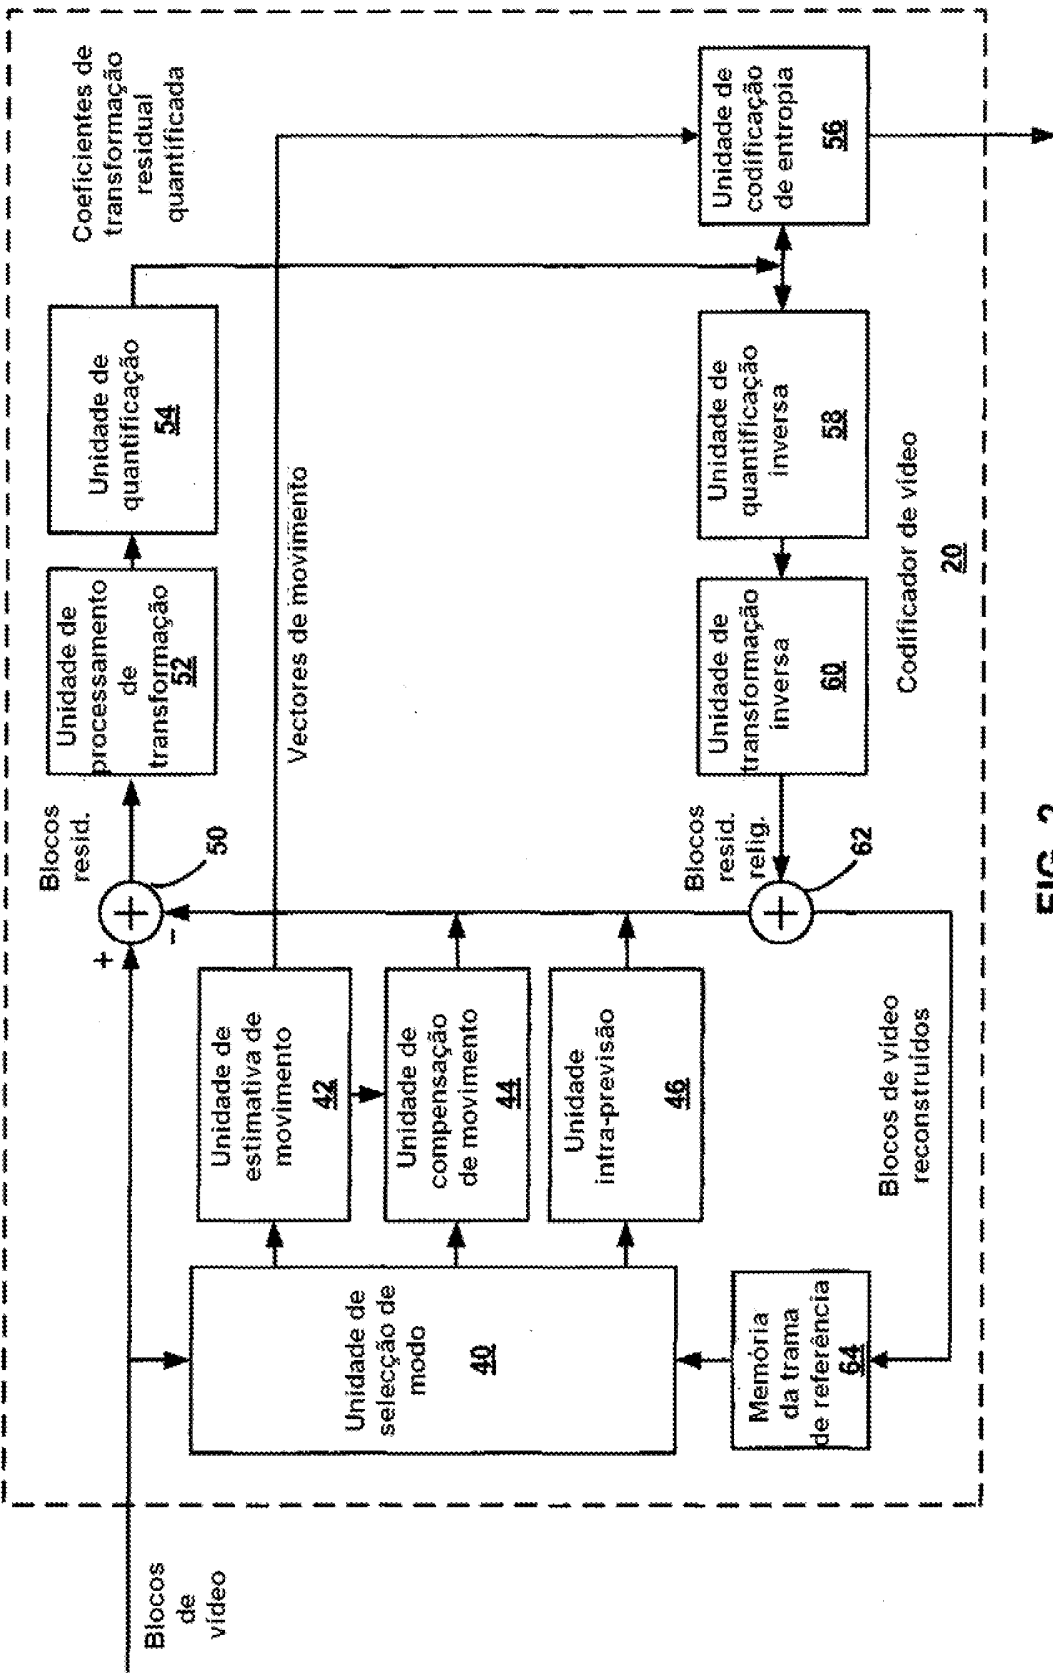 Blocos
de
vídeo
Unidade de
selecção de
modo
40
Memória
da trama
de referência
64
Unidade de
estimativa de
movimento
42
Unidade de
compensação
de movimento
44
Unidade
intra-previsão
46
Blocos de vídeo
reconstruídos
+
−
50
Blocos
resid.
Unidade de
processamento
de
transformação
52
Unidade de
quantificação
54
Coeficientes de
transformação
residual
quantificada
Vectores de movimento
Unidade de
codificação
de entropia
56
Unidade de
quantificação
inversa
58
Unidade de
transformação
inversa
60
Blocos
resid.
relig.
62
Codificador de vídeo
20
FIG. 2